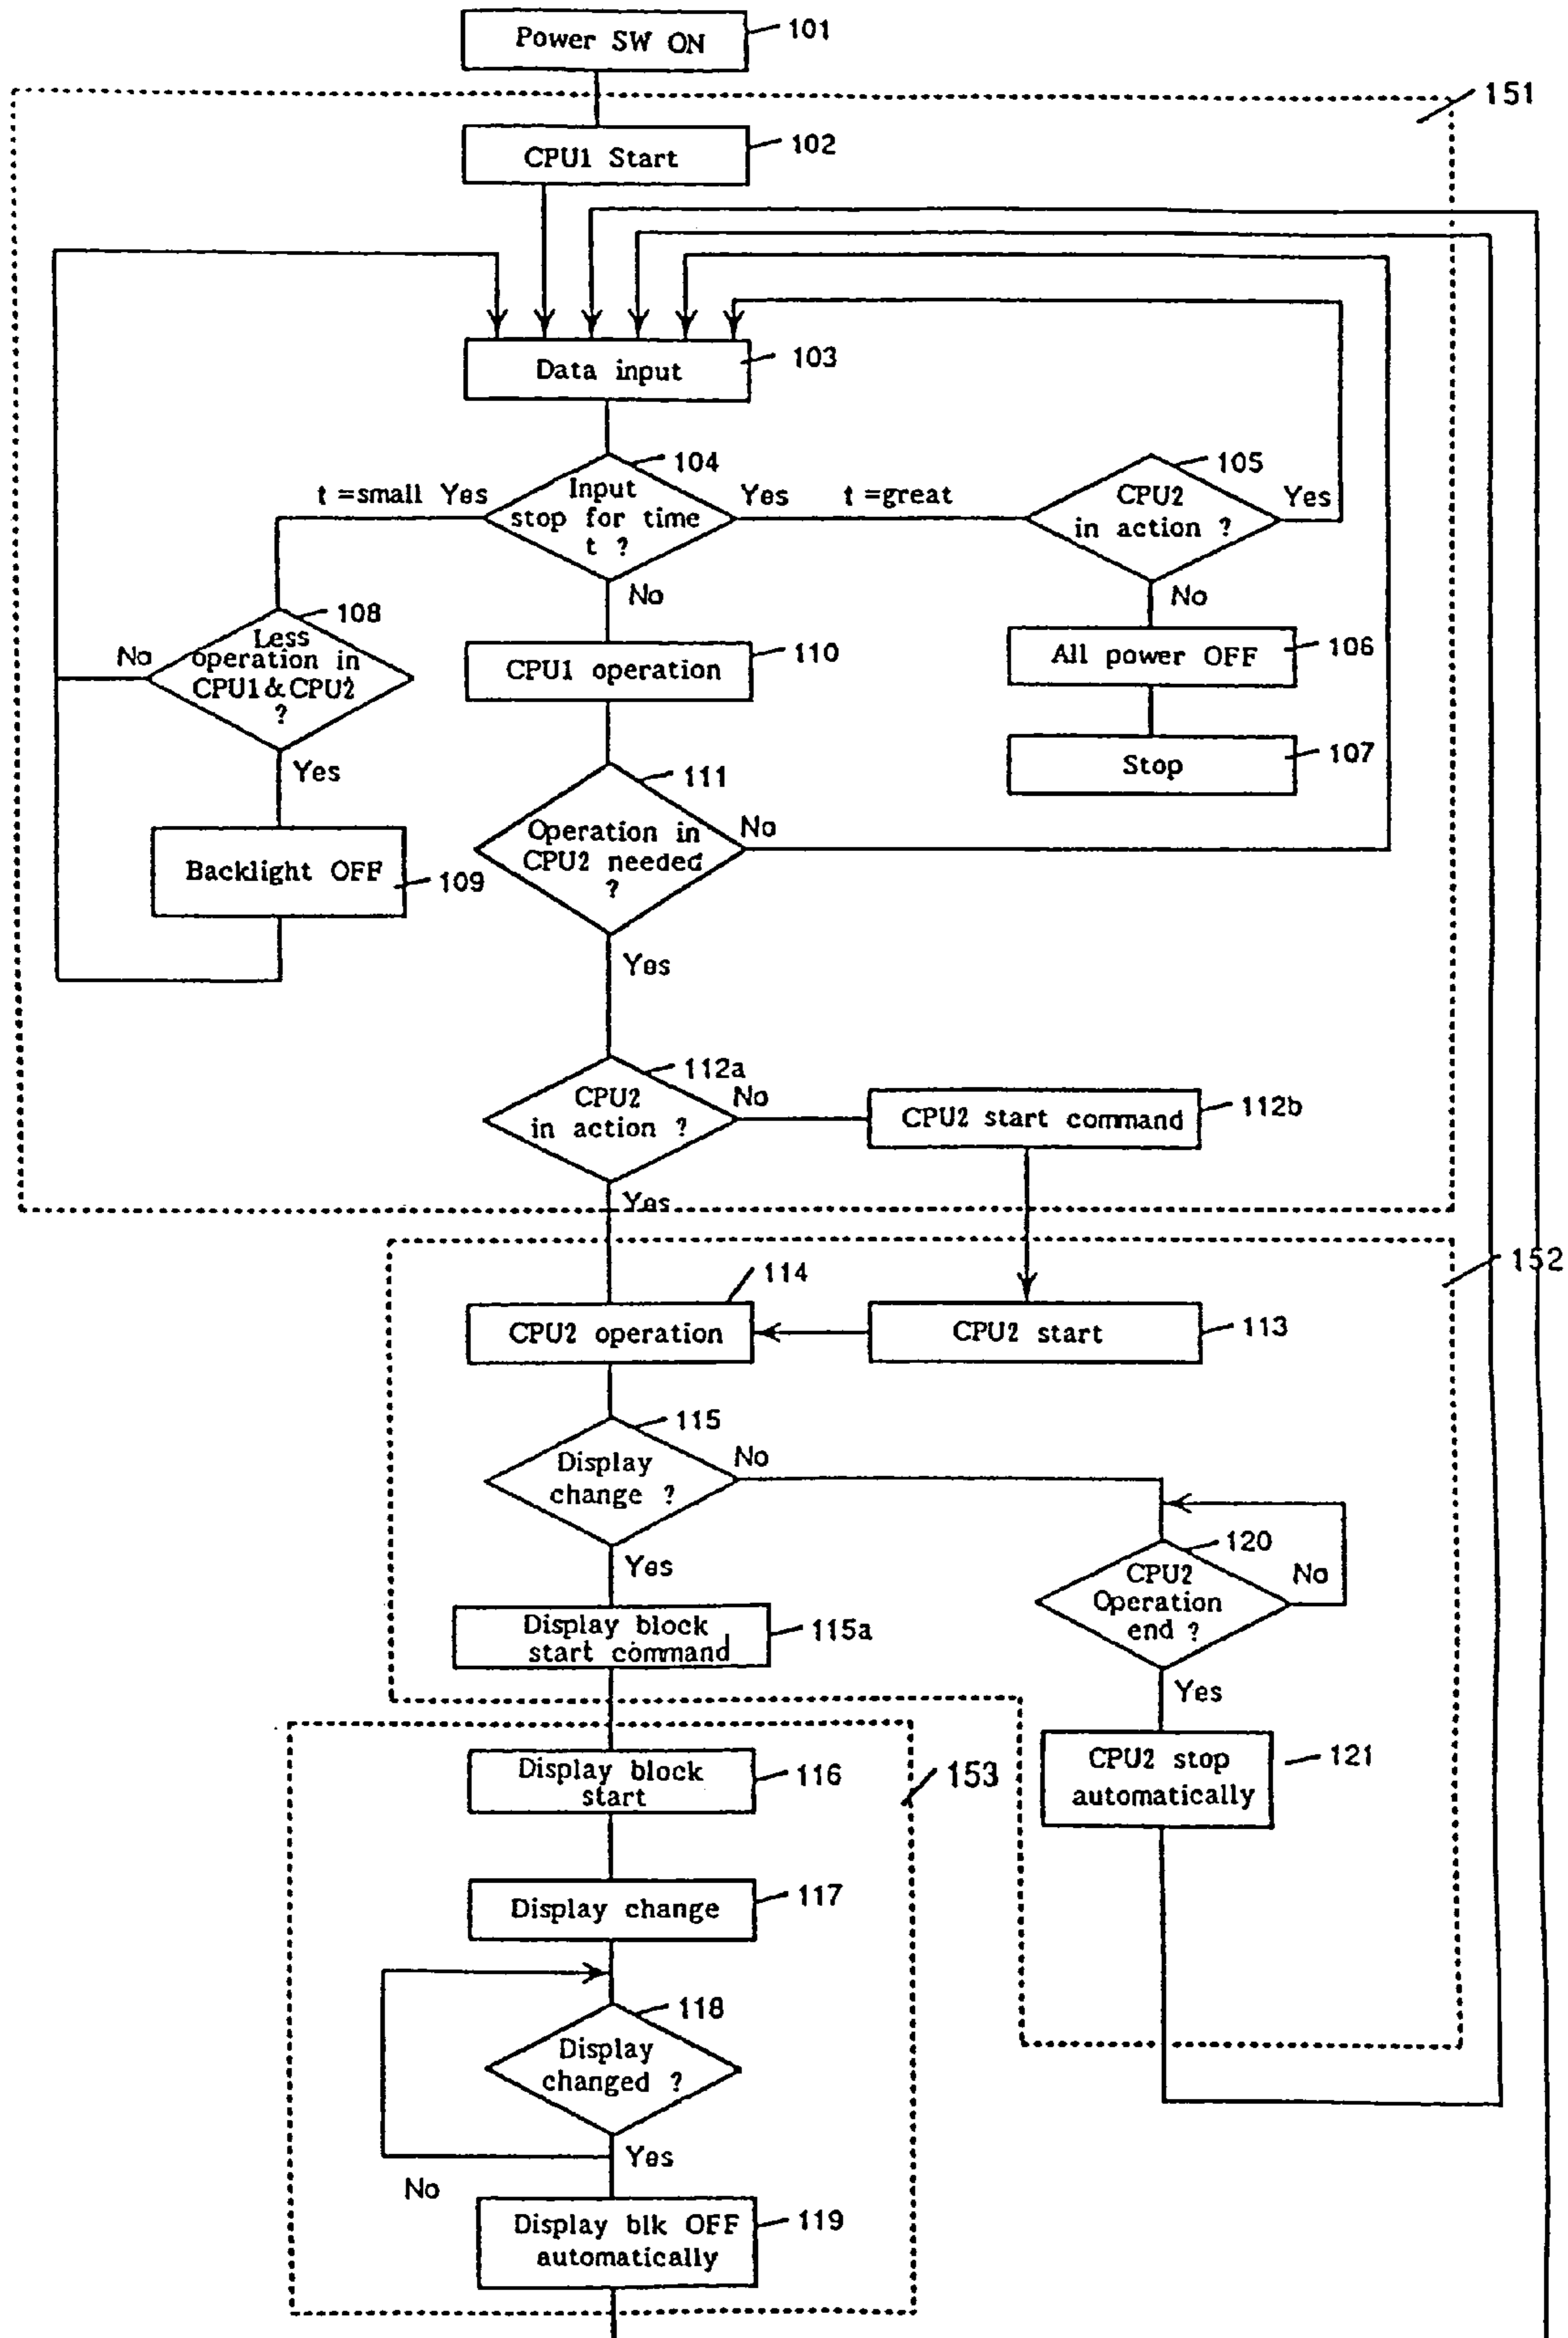 Power SW ON
101
151
CPU1 Start
102
Data input
103
104
105
t =small Yes
Input
stop for time
t ?
Yes
t =great
CPU2
in action ?
Yes
No
No
108
No
Less
operation in
CPU1 & CPU2
?
CPU1 operation
110
All power OFF
106
Yes
111
Stop
107
Operation in
CPU2 needed
?
No
Backlight OFF
109
Yes
112a
CPU2
in action ?
No
CPU2 start command
112b
Yes
152
114
CPU2 operation
CPU2 start
113
115
Display
change ?
No
120
Yes
CPU2
Operation
end ?
No
Display block
start command
115a
Yes
Display block
start
116
153
CPU2 stop
automatically
121
Display change
117
118
Display
changed ?
Yes
No
Display blk OFF
automatically
119